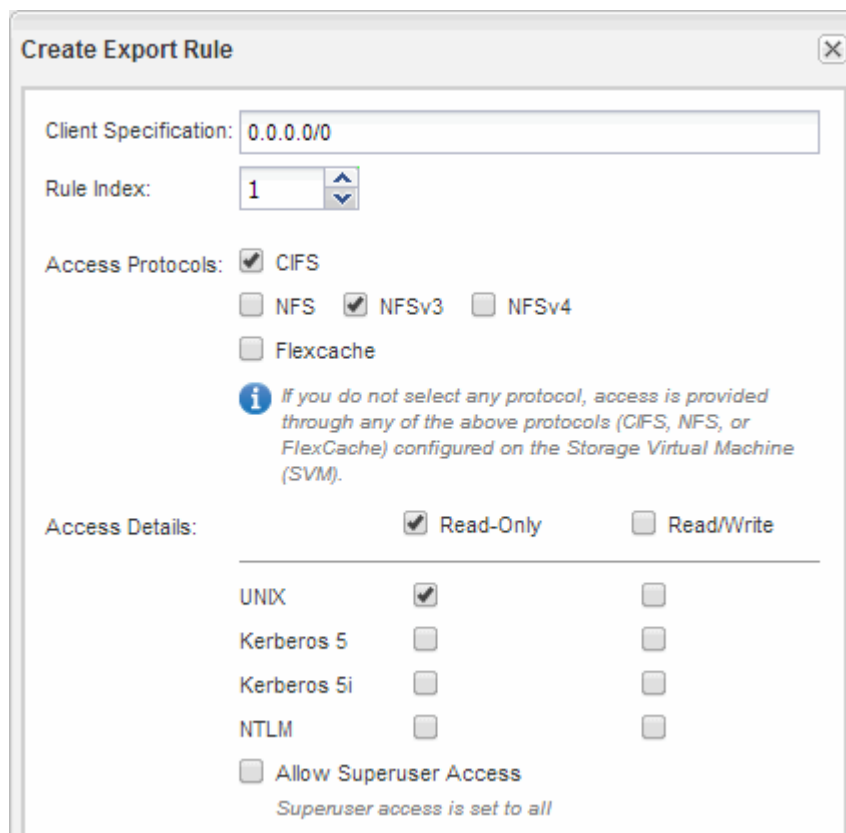 Create Export Rule
Client Specification: 0.0.0.0/0
Rule Index: 1
Access Protocols: CIFS
NFS NFSv3 NFSv4
Flexcache
If you do not select any protocol, access is provided
through any of the above protocols (CIFS, NFS, or
FlexCache) configured on the Storage Virtual Machine
(SVM).
Access Details: Read-Only Read/Write
UNIX
Kerberos 5
Kerberos 5i
NTLM
Allow Superuser Access
Superuser access is set to all